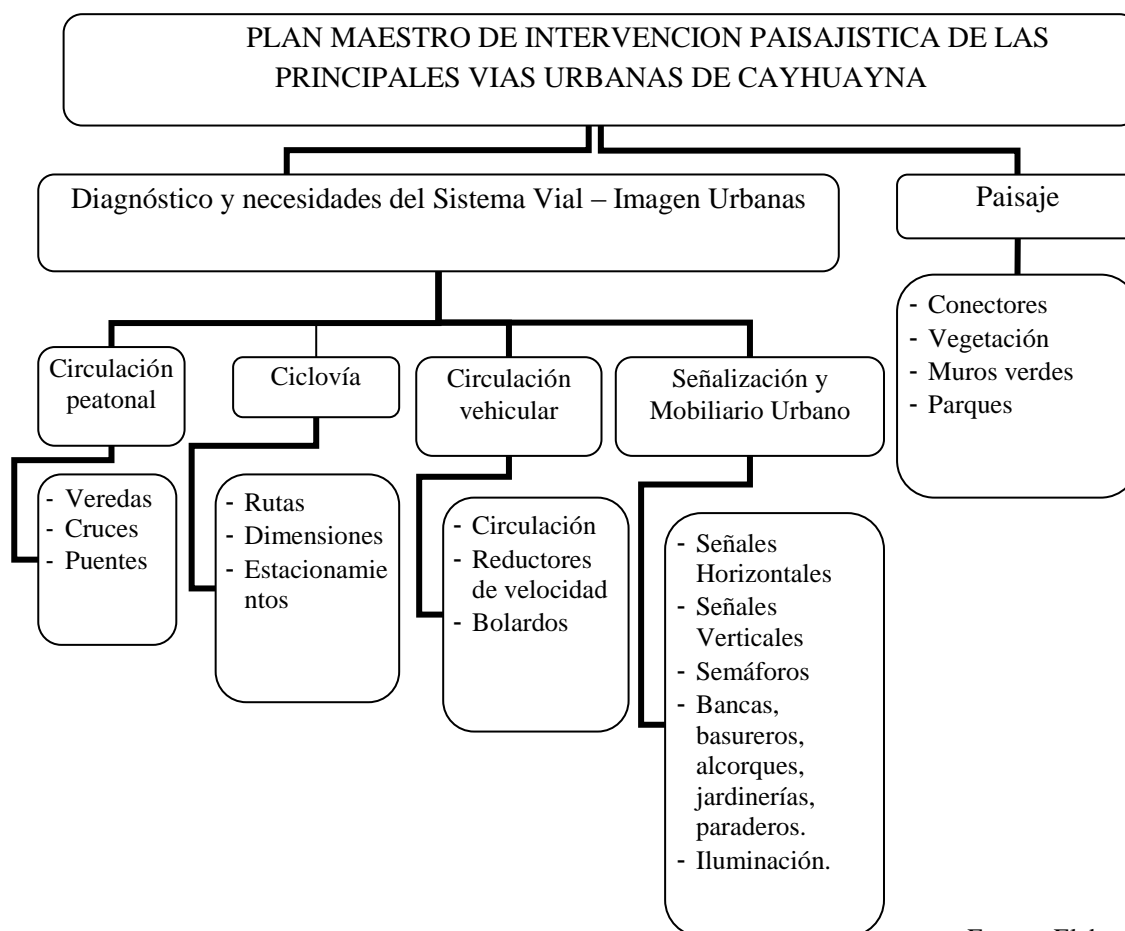 PLAN MAESTRO DE INTERVENCION PAISAJISTICA DE LAS
PRINCIPALES VIAS URBANAS DE CAYHUAYNA
Diagnóstico y necesidades del Sistema Vial – Imagen Urbanas
Paisaje
- Conectores
- Vegetación
- Muros verdes
- Parques
Circulación
peatonal
- Veredas
- Cruces
- Puentes
Ciclovía
- Rutas
- Dimensiones
- Estacionamie
ntos
Circulación
vehicular
- Circulación
- Reductores
de velocidad
- Bolardos
Señalización y
Mobiliario Urbano
- Señales
Horizontales
- Señales
Verticales
- Semáforos
- Bancas,
basureros,
alcorques,
jardinerías,
paraderos.
- Iluminación.